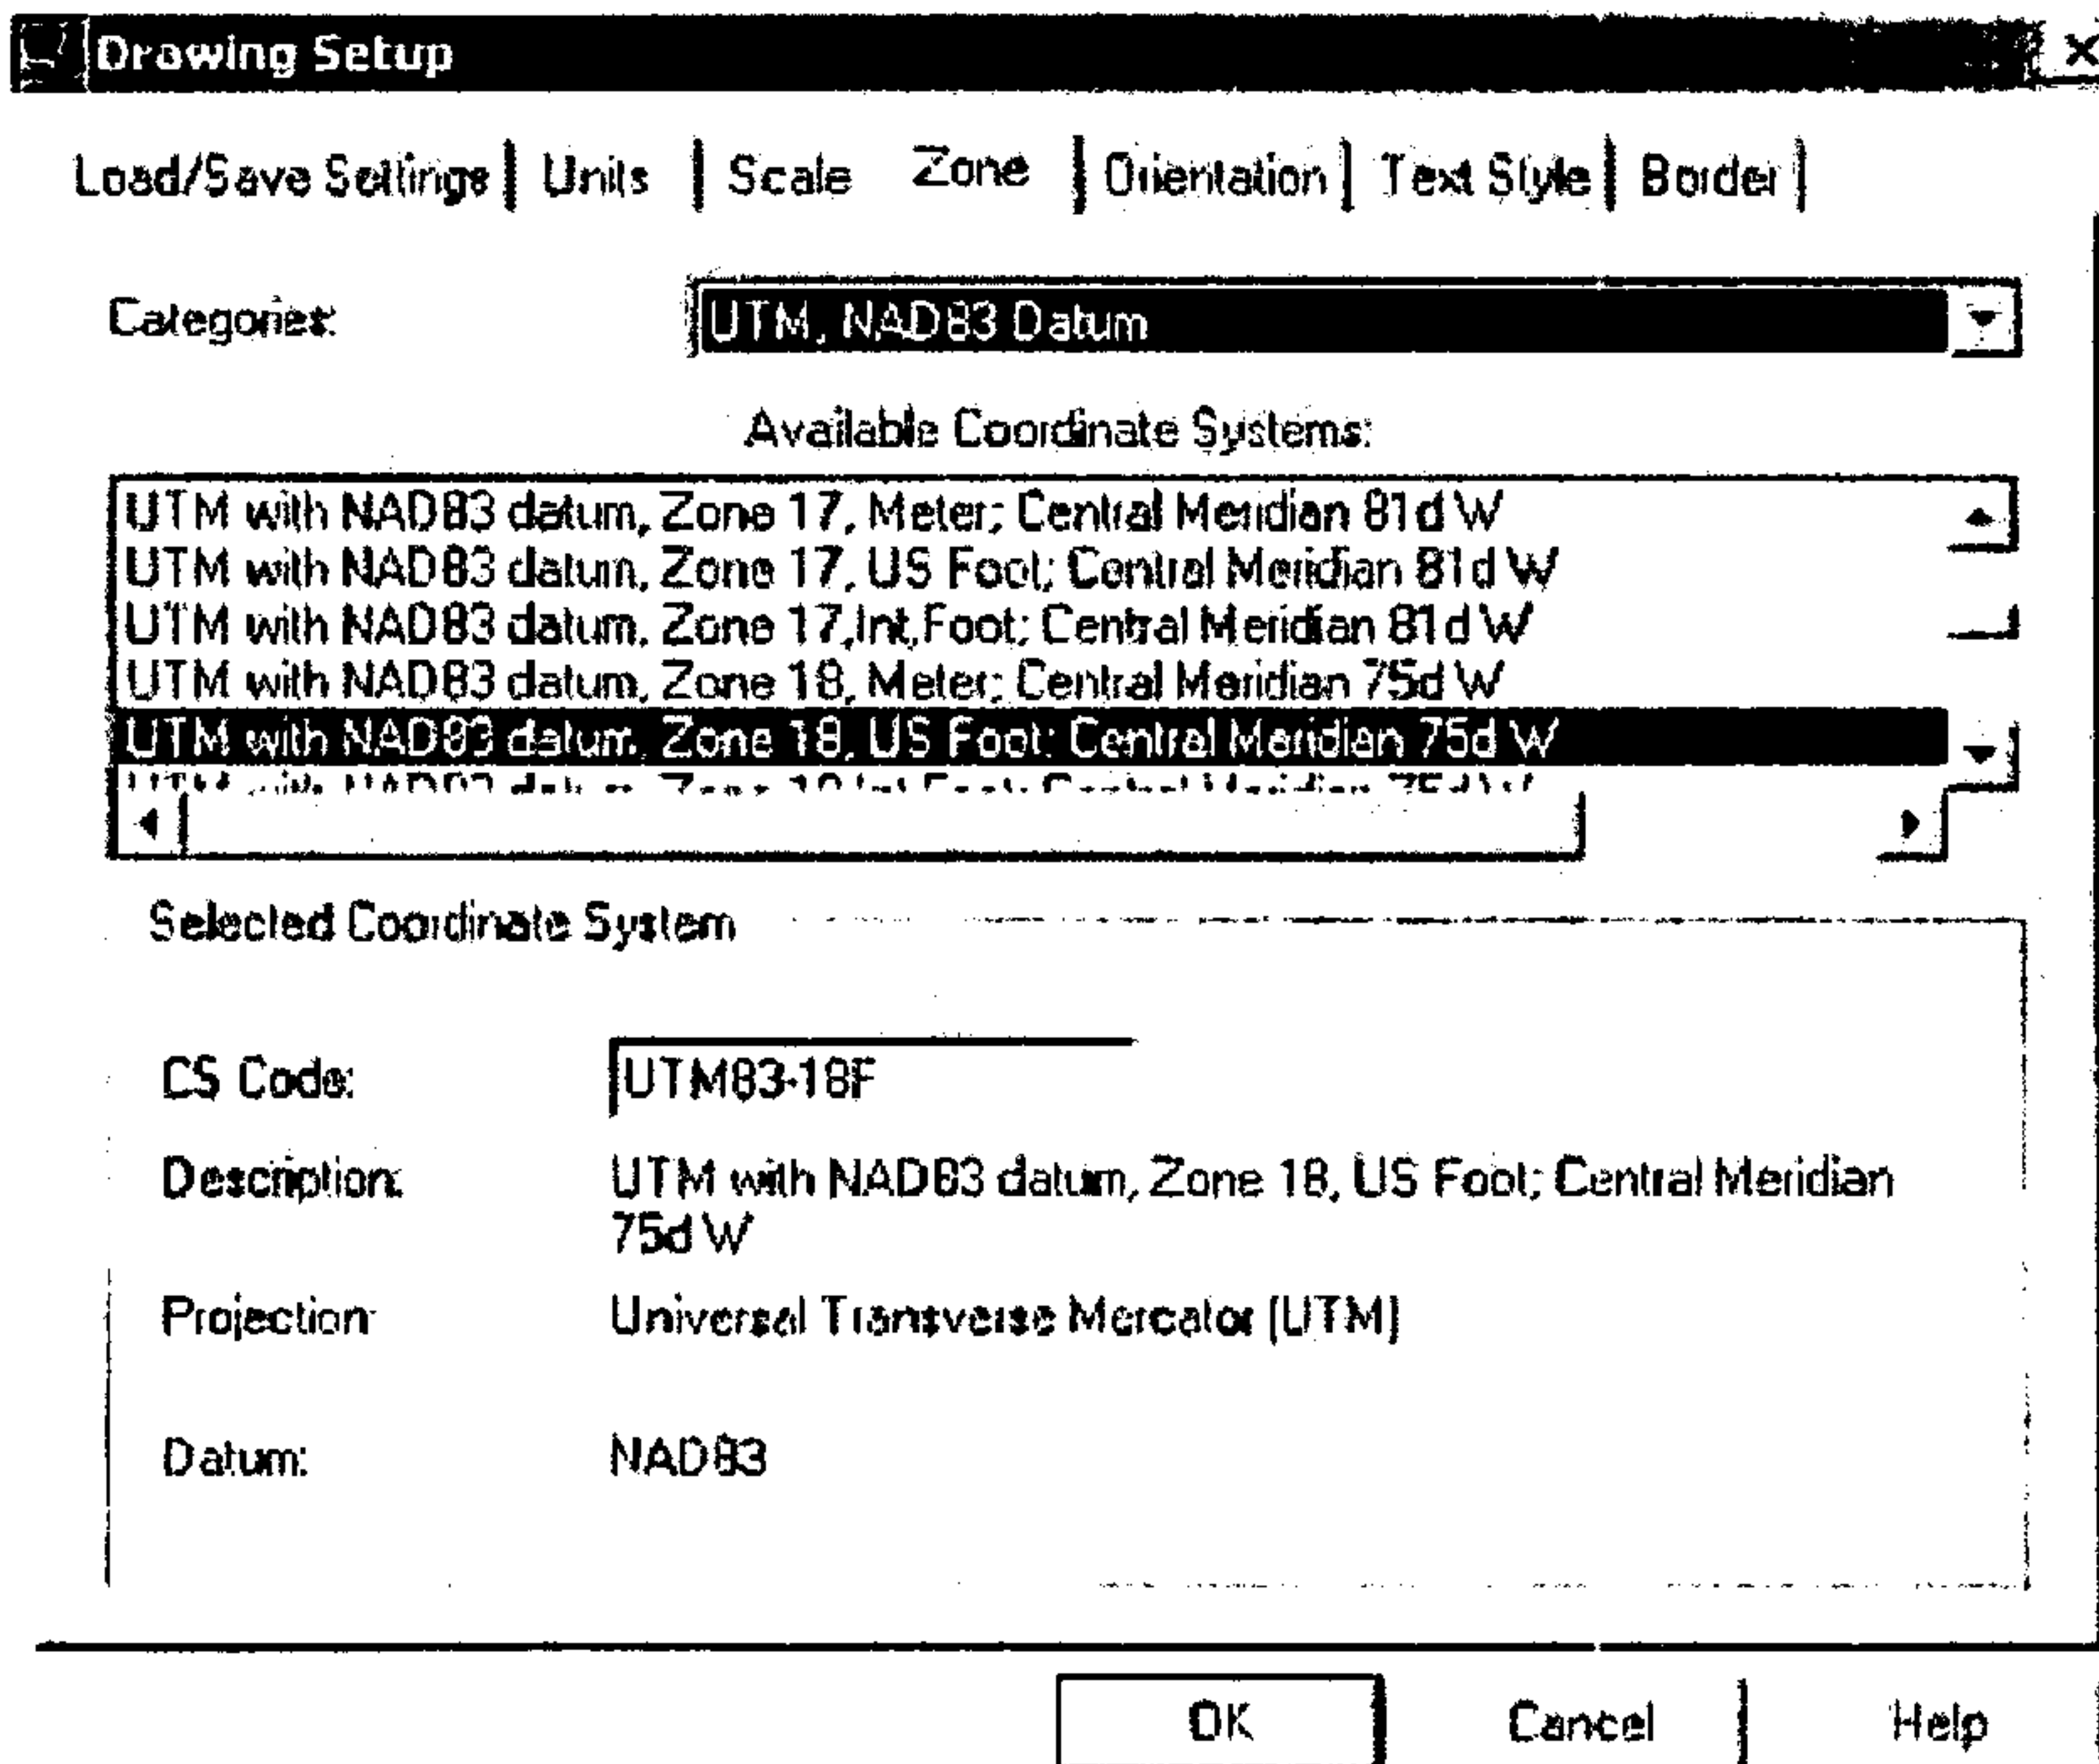 Drawing Setup
Load/Save Settings Units Scale Zone Orientation Text Style Border
Categories: UTM, NAD83 Datum
Available Coordinate Systems:
UTM with NAD83 datum, Zone 17, Meter; Central Meridian 81d W
UTM with NAD83 datum, Zone 17, US Foot; Central Meridian 81d W
UTM with NAD83 datum, Zone 17,Int,Foot; Central Meridian 81d W
UTM with NAD83 datum, Zone 18, Meter; Central Meridian 75d W
UTM with NAD83 datum, Zone 18, US Foot; Central Meridian 75d W
Selected Coordinate System
CS Code: UTM83-18F
Description: UTM with NAD83 datum, Zone 18, US Foot; Central Meridian
75d W
Projection: Universal Transverse Mercator (UTM)
Datum: NAD83
OK Cancel Help